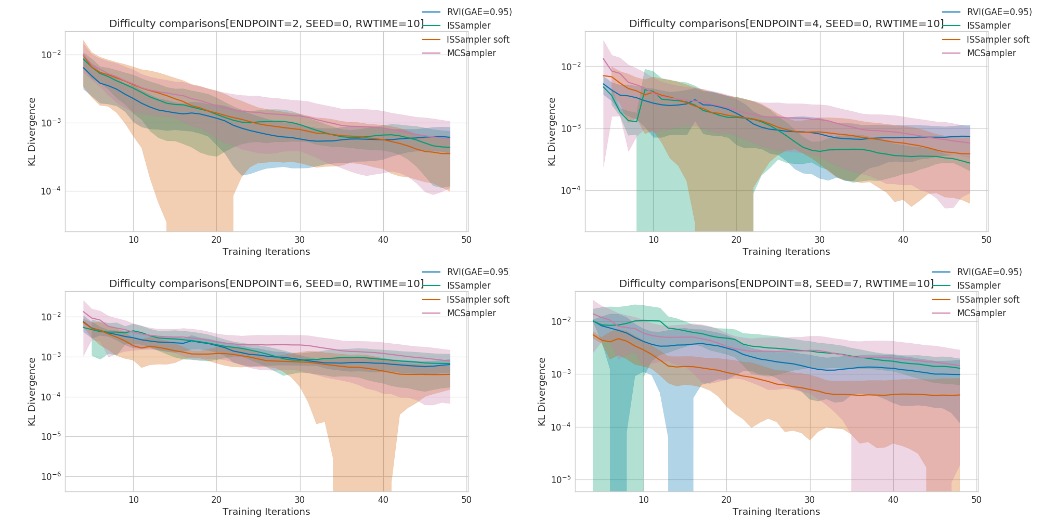 Difficulty comparisons[ENDPOINT=2, SEED=0, RWTIME=10]
RVI(GAE=0.95)
ISSampler
ISSampler soft
MCSampler
KL Divergence
10⁻²
10⁻³
10⁻⁴
10 20 30 40 50
Training Iterations
Difficulty comparisons[ENDPOINT=4, SEED=0, RWTIME=10]
RVI(GAE=0.95)
ISSampler
ISSampler soft
MCSampler
KL Divergence
10⁻²
10⁻³
10⁻⁴
10 20 30 40 50
Training Iterations
Difficulty comparisons[ENDPOINT=6, SEED=0, RWTIME=10]
RVI(GAE=0.95
ISSampler
ISSampler soft
MCSampler
KL Divergence
10⁻²
10⁻³
10⁻⁴
10⁻⁵
10⁻⁶
10 20 30 40 50
Training Iterations
Difficulty comparisons[ENDPOINT=8, SEED=7, RWTIME=10]
RVI(GAE=0.95)
ISSampler
ISSampler soft
MCSampler
KL Divergence
10⁻²
10⁻³
10⁻⁴
10⁻⁵
10 20 30 40 50
Training Iterations